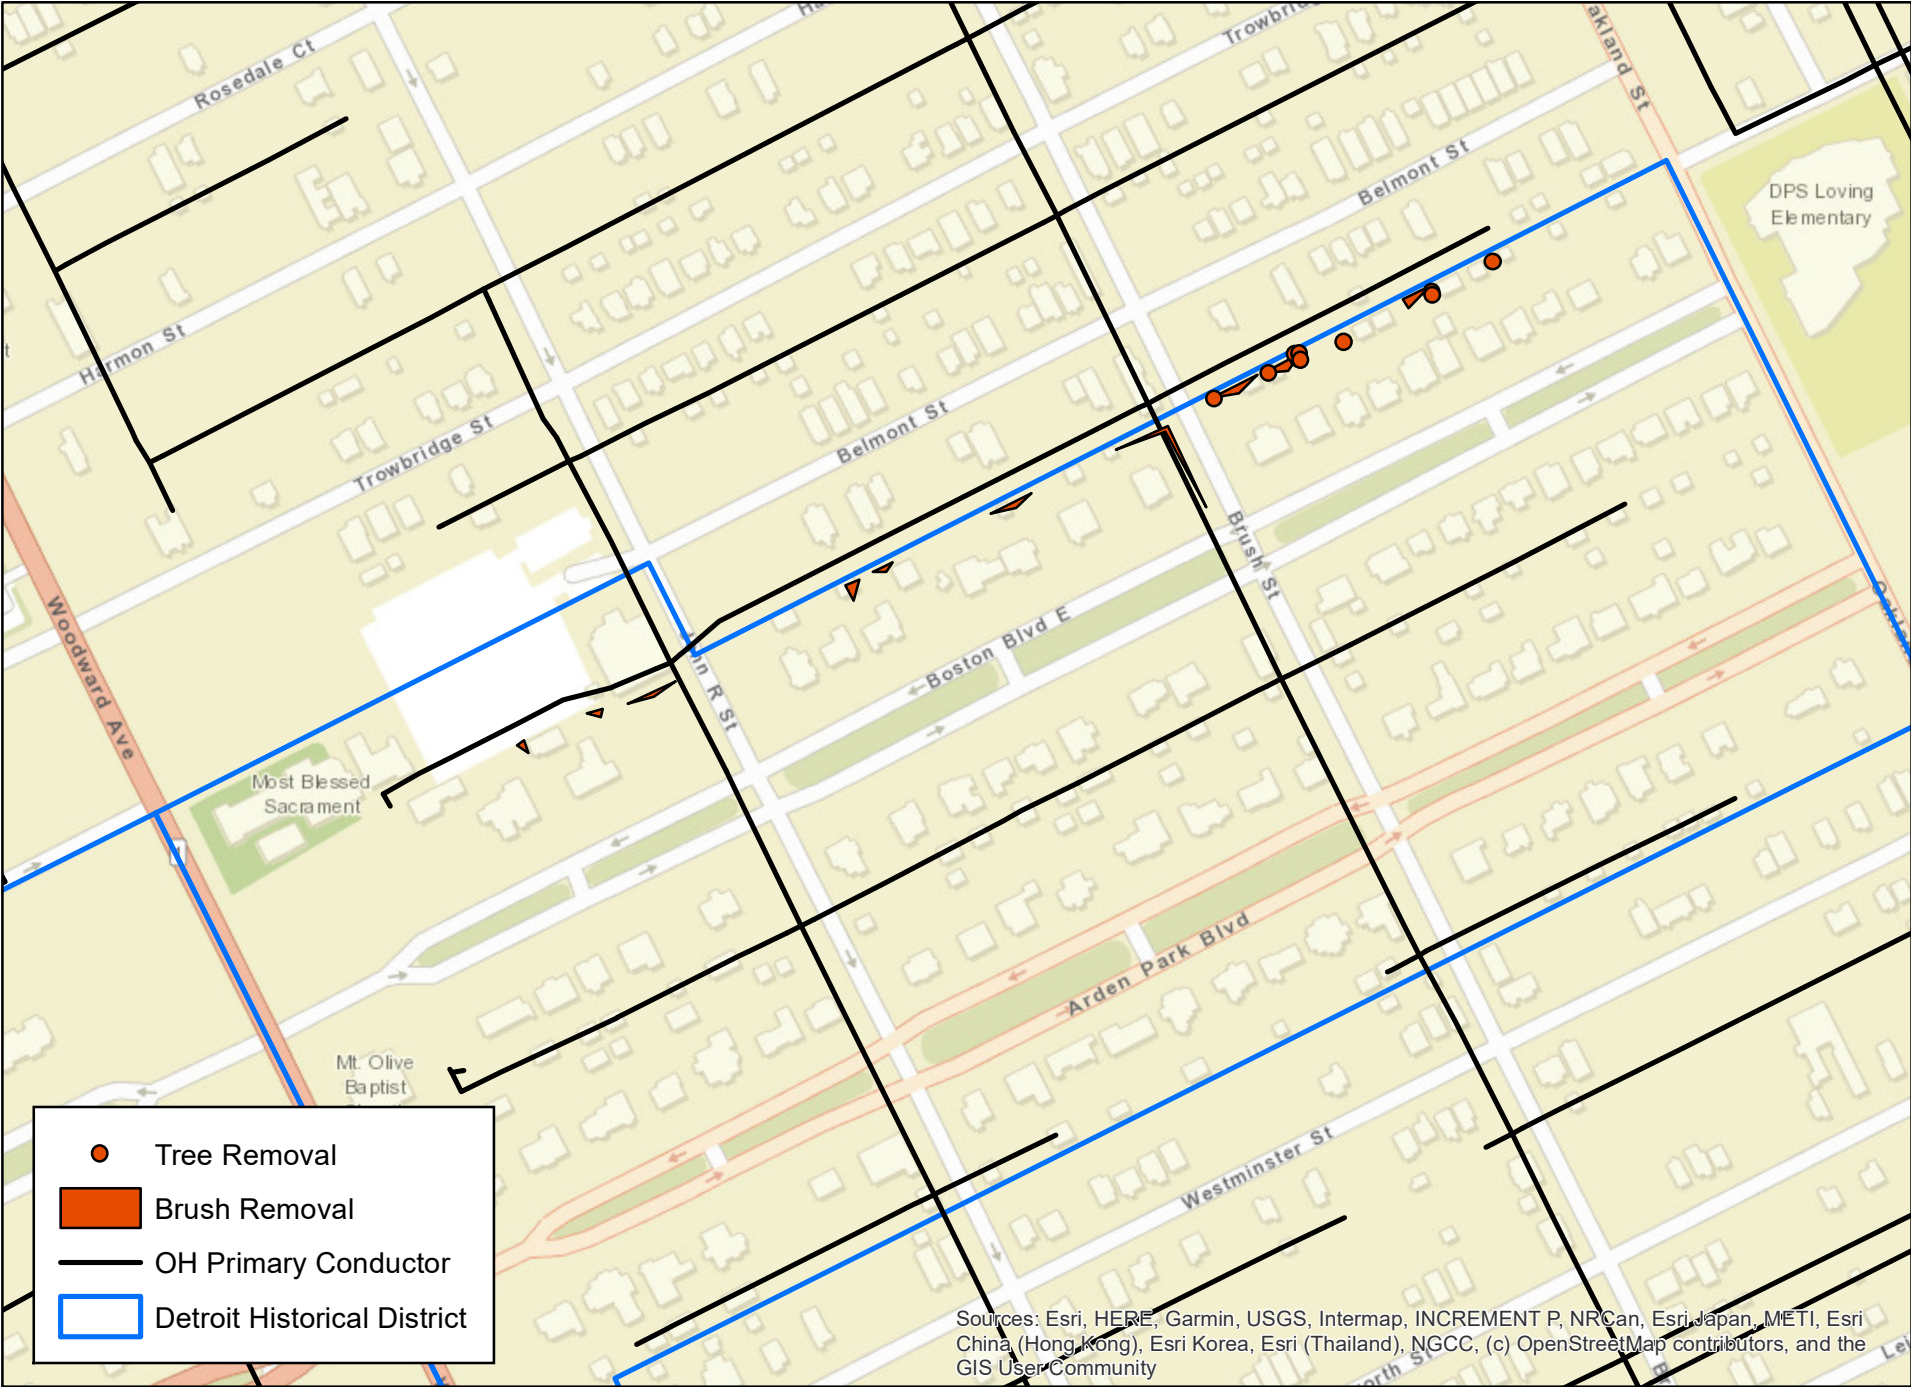 Rosedale Ct
Trowbridge
Oakland St
Belmont St
DPS Loving
Elementary
Harmon St
Trowbridge St
Belmont St
Woodward Ave
Brush St
Boston Blvd E
John R St
Most Blessed
Sacrament
Arden Park Blvd
Mt. Olive
Baptist
Westminster St
Tree Removal
Brush Removal
OH Primary Conductor
Detroit Historical District
Sources: Esri, HERE, Garmin, USGS, Intermap, INCREMENT P, NRCan, Esri Japan, METI, Esri
China (Hong Kong), Esri Korea, Esri (Thailand), NGCC, (c) OpenStreetMap contributors, and the
GIS User Community